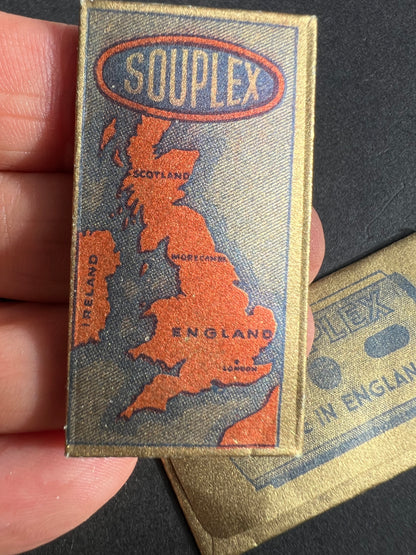 SOUPLEX
SCOTLAND
MORECAMBE
IRELAND
ENGLAND
LONDON
PLEX
IN ENGLAN